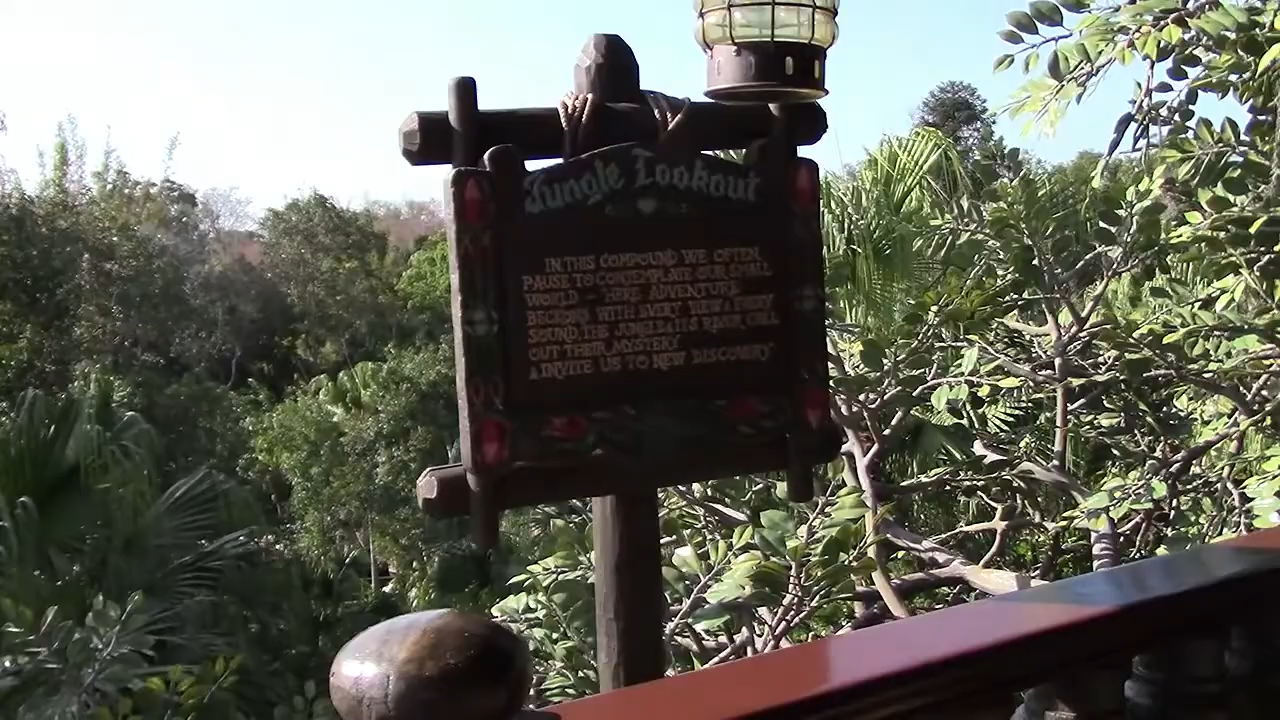 Jungle Lookout
IN THIS COMPOUND WE OFTEN
PAUSE TO CONTEMPLATE OUR SMALL
WORLD - HERE ADVENTURE
BECKONS WITH EVERY VIEW & EVERY
SOUND, THE JUNGLE & ITS RIVER CALL
OUT THEIR MYSTERY
& INVITE US TO NEW DISCOVERY